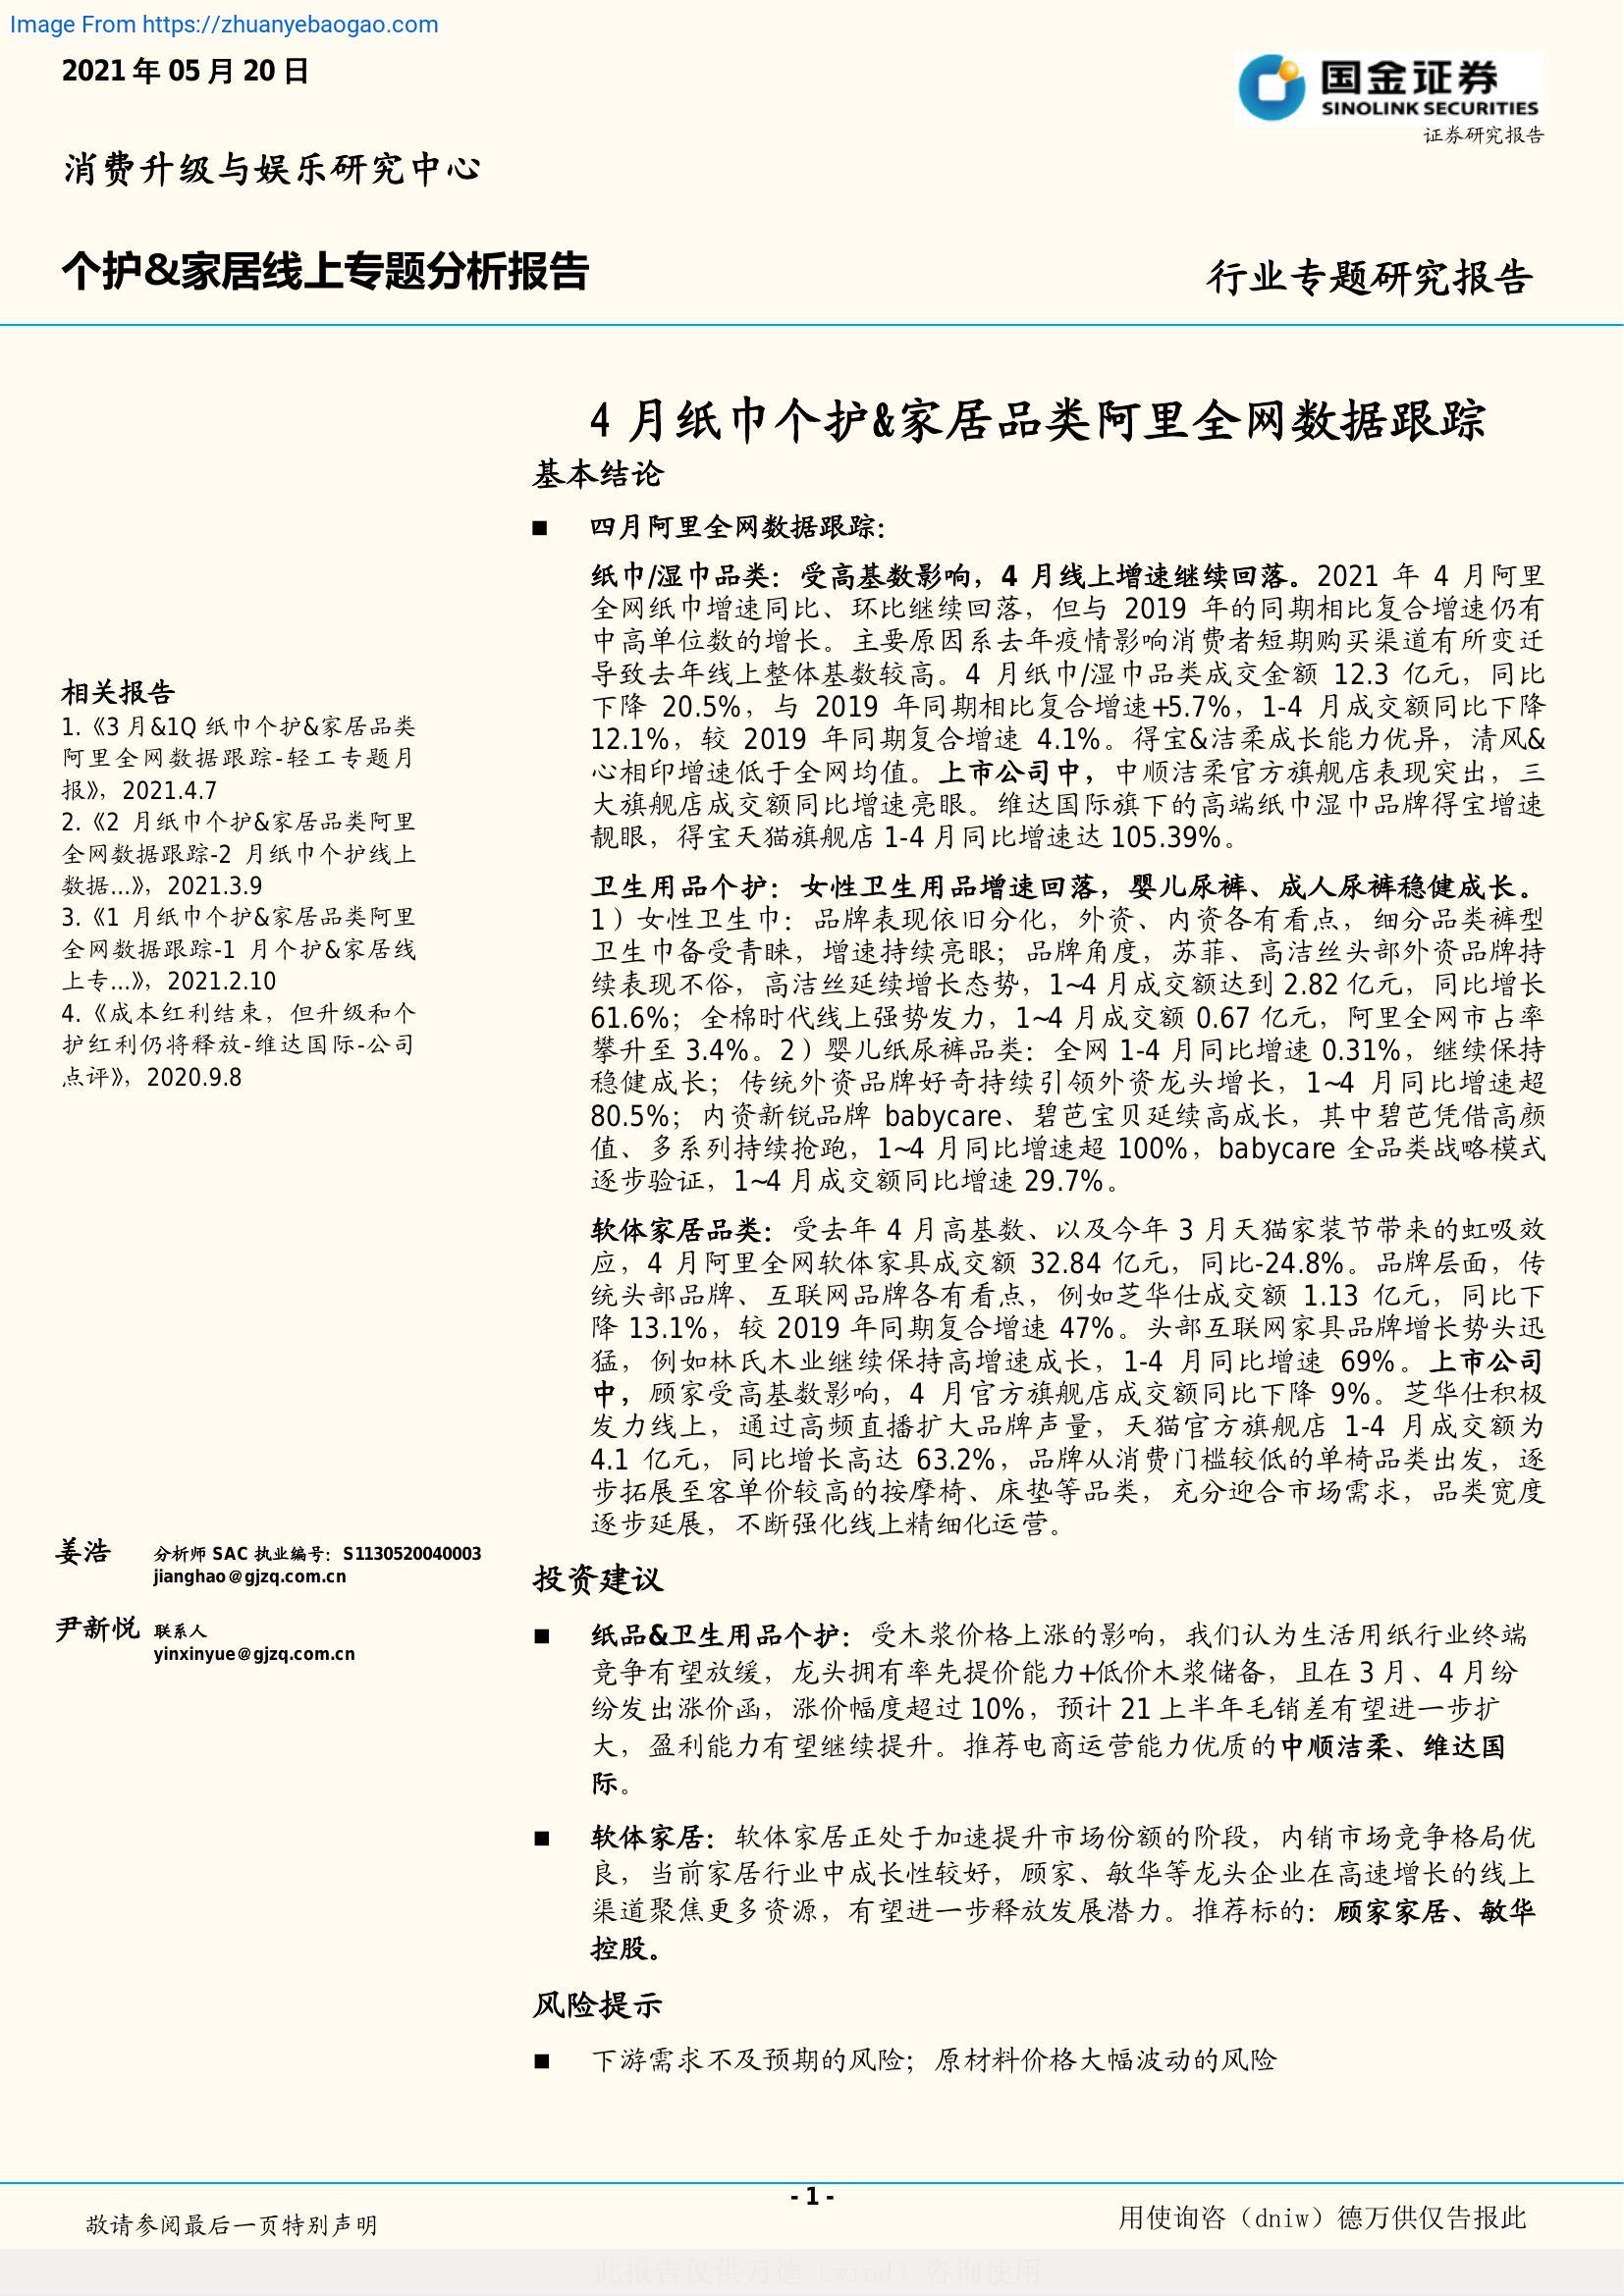 Image From https://zhuanyebaogao.com
2021 年 05 月 20 日
国金证券
SINOLINK SECURITIES
证券研究报告
消费升级与娱乐研究中心
个护&家居线上专题分析报告
行业专题研究报告
4 月纸巾个护&家居品类阿里全网数据跟踪
基本结论
■ 四月阿里全网数据跟踪：
纸巾/湿巾品类：受高基数影响，4 月线上增速继续回落。2021 年 4 月阿里
全网纸巾增速同比、环比继续回落，但与 2019 年的同期相比复合增速仍有
中高单位数的增长。主要原因系去年疫情影响消费者短期购买渠道有所变迁
导致去年线上整体基数较高。4 月纸巾/湿巾品类成交金额 12.3 亿元，同比
下降 20.5%，与 2019 年同期相比复合增速+5.7%，1-4 月成交额同比下降
12.1%，较 2019 年同期复合增速 4.1%。得宝&洁柔成长能力优异，清风&
心相印增速低于全网均值。上市公司中，中顺洁柔官方旗舰店表现突出，三
大旗舰店成交额同比增速亮眼。维达国际旗下的高端纸巾湿巾品牌得宝增速
靓眼，得宝天猫旗舰店 1-4 月同比增速达 105.39%。
卫生用品个护：女性卫生用品增速回落，婴儿尿裤、成人尿裤稳健成长。
1）女性卫生巾：品牌表现依旧分化，外资、内资各有看点，细分品类裤型
卫生巾备受青睐，增速持续亮眼；品牌角度，苏菲、高洁丝头部外资品牌持
续表现不俗，高洁丝延续增长态势，1~4 月成交额达到 2.82 亿元，同比增长
61.6%；全棉时代线上强势发力，1~4 月成交额 0.67 亿元，阿里全网市占率
攀升至 3.4%。2）婴儿纸尿裤品类：全网 1-4 月同比增速 0.31%，继续保持
稳健成长；传统外资品牌好奇持续引领外资龙头增长，1~4 月同比增速超
80.5%；内资新锐品牌 babycare、碧芭宝贝延续高成长，其中碧芭凭借高颜
值、多系列持续抢跑，1~4 月同比增速超 100%，babycare 全品类战略模式
逐步验证，1~4 月成交额同比增速 29.7%。
软体家居品类：受去年 4 月高基数、以及今年 3 月天猫家装节带来的虹吸效
应，4 月阿里全网软体家具成交额 32.84 亿元，同比-24.8%。品牌层面，传
统头部品牌、互联网品牌各有看点，例如芝华仕成交额 1.13 亿元，同比下
降 13.1%，较 2019 年同期复合增速 47%。头部互联网家具品牌增长势头迅
猛，例如林氏木业继续保持高增速成长，1-4 月同比增速 69%。上市公司
中，顾家受高基数影响，4 月官方旗舰店成交额同比下降 9%。芝华仕积极
发力线上，通过高频直播扩大品牌声量，天猫官方旗舰店 1-4 月成交额为
4.1 亿元，同比增长高达 63.2%，品牌从消费门槛较低的单椅品类出发，逐
步拓展至客单价较高的按摩椅、床垫等品类，充分迎合市场需求，品类宽度
逐步延展，不断强化线上精细化运营。
投资建议
■ 纸品&卫生用品个护：受木浆价格上涨的影响，我们认为生活用纸行业终端
竞争有望放缓，龙头拥有率先提价能力+低价木浆储备，且在 3 月、4 月纷
纷发出涨价函，涨价幅度超过 10%，预计 21 上半年毛销差有望进一步扩
大，盈利能力有望继续提升。推荐电商运营能力优质的中顺洁柔、维达国
际。
■ 软体家居：软体家居正处于加速提升市场份额的阶段，内销市场竞争格局优
良，当前家居行业中成长性较好，顾家、敏华等龙头企业在高速增长的线上
渠道聚焦更多资源，有望进一步释放发展潜力。推荐标的：顾家家居、敏华
控股。
风险提示
■ 下游需求不及预期的风险；原材料价格大幅波动的风险
相关报告
1.《3 月&1Q 纸巾个护&家居品类
阿里全网数据跟踪-轻工专题月
报》，2021.4.7
2.《2 月纸巾个护&家居品类阿里
全网数据跟踪-2 月纸巾个护线上
数据...》，2021.3.9
3.《1 月纸巾个护&家居品类阿里
全网数据跟踪-1 月个护&家居线
上专...》，2021.2.10
4.《成本红利结束，但升级和个
护红利仍将释放-维达国际-公司
点评》，2020.9.8
姜浩 分析师 SAC 执业编号：S1130520040003
jianghao＠gjzq.com.cn
尹新悦 联系人
yinxinyue@gjzq.com.cn
- 1 -
敬请参阅最后一页特别声明
用使询咨（dniw）德万供仅告报此
此报告仅供万德（wind）咨询使用